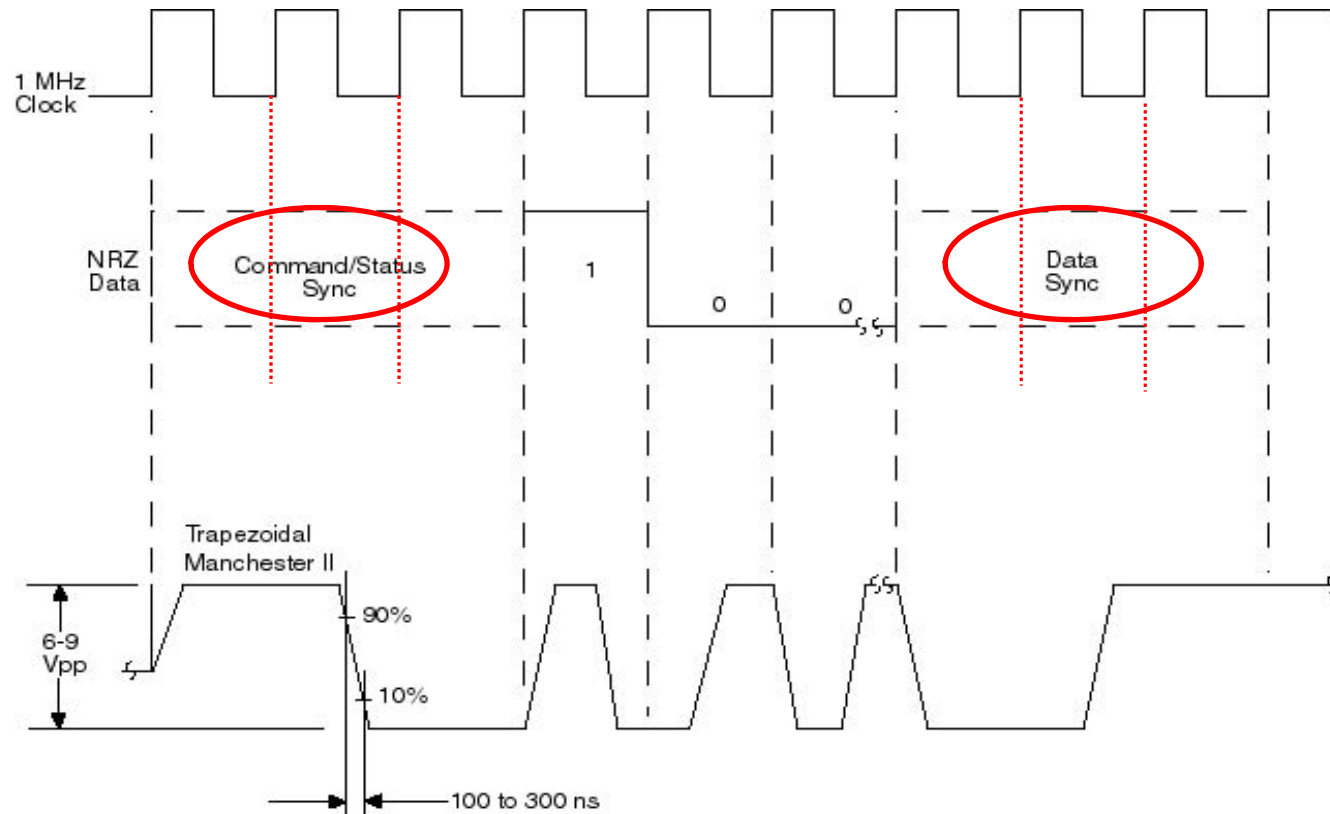 1 MHz
Clock
NRZ
Data
Command/Status
Sync
1
0
0
Data
Sync
Trapezoidal
Manchester II
90%
6-9
Vpp
10%
100 to 300 ns